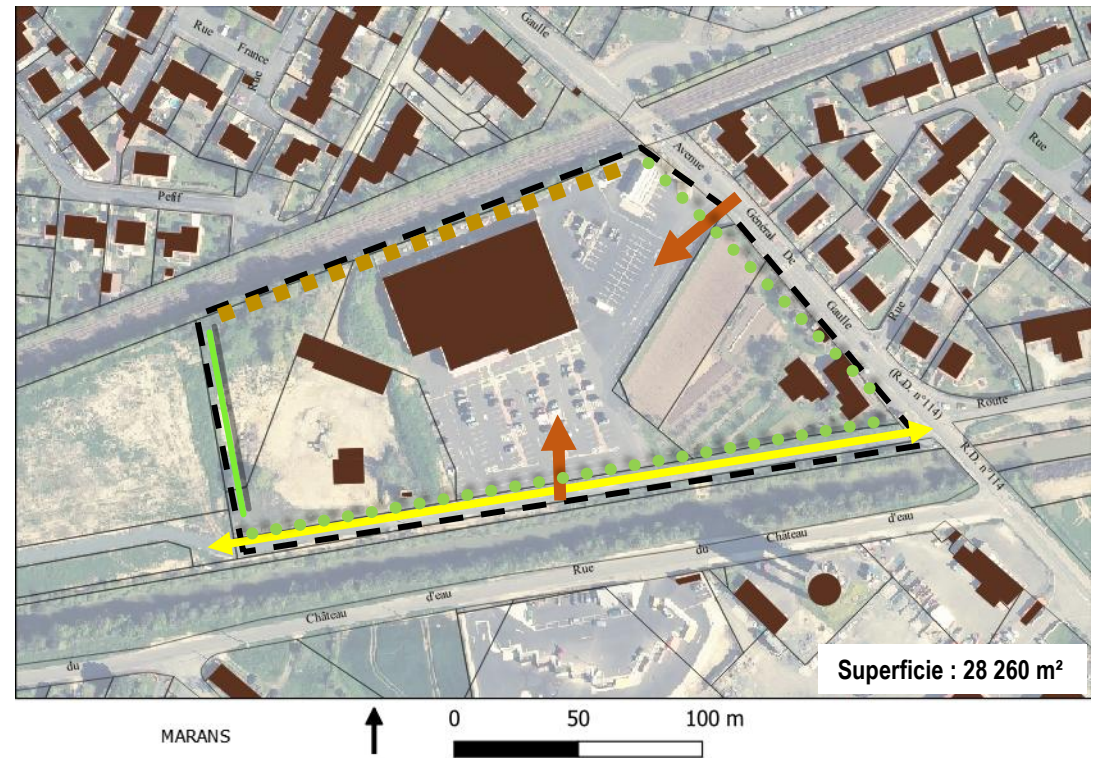 Gaulle
Rue
France
Rue
Petit
Avenue
Général De
Gaulle
(R.D. n°114)
Rue
Rue
Route
R.D. n°114
du
Château
d'eau
Rue
du
Château
d'eau
Superficie : 28 260 m²
MARANS
0 50 100 m